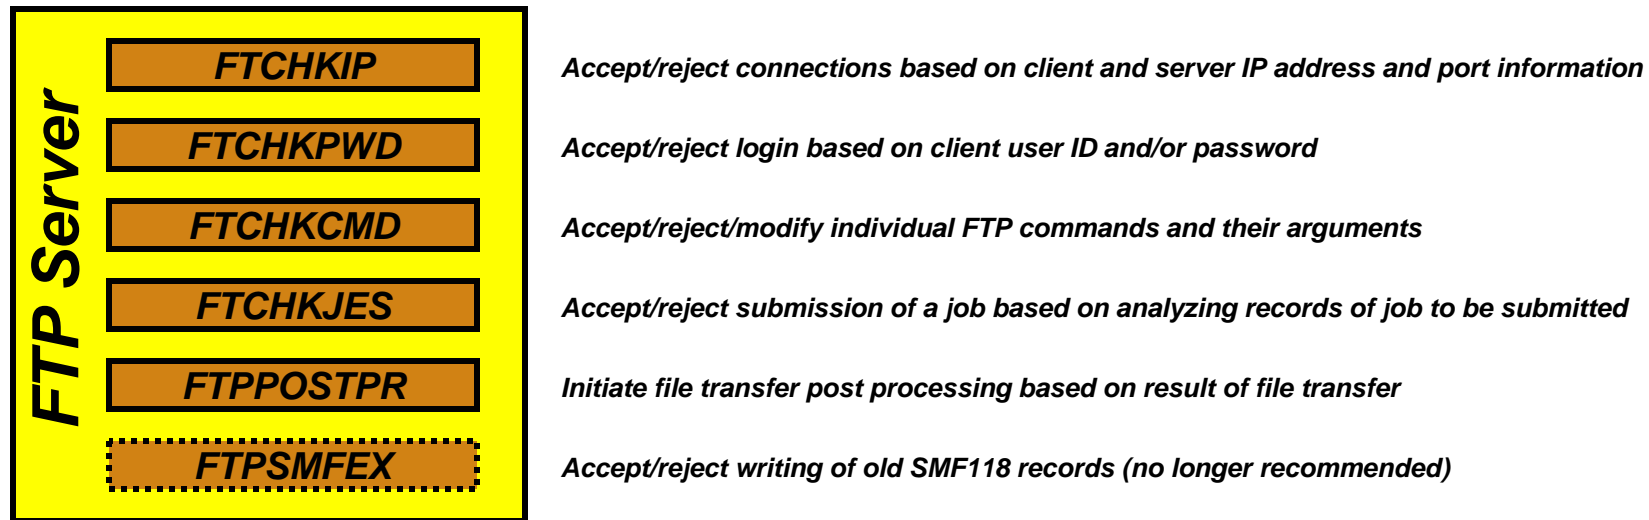 FTP Server
FTCHKIP
Accept/reject connections based on client and server IP address and port information
FTCHKPWD
Accept/reject login based on client user ID and/or password
FTCHKCMD
Accept/reject/modify individual FTP commands and their arguments
FTCHKJES
Accept/reject submission of a job based on analyzing records of job to be submitted
FTPPOSTPR
Initiate file transfer post processing based on result of file transfer
FTPSMFEX
Accept/reject writing of old SMF118 records (no longer recommended)